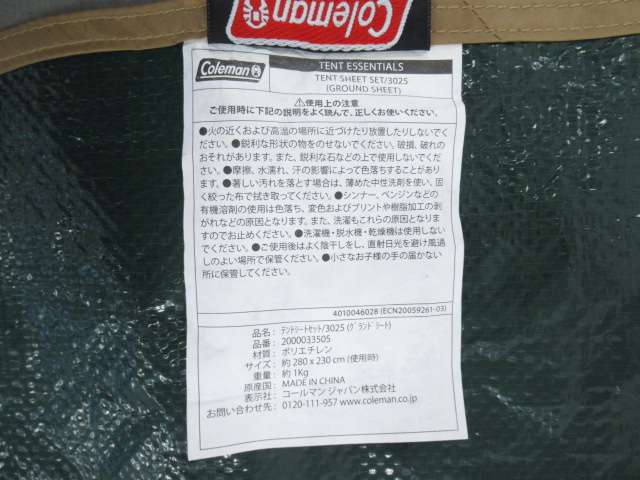 Coleman
Coleman
TENT ESSENTIALS
TENT SHEET SET/3025
(GROUND SHEET)
⚠使用上の注意
ご使用時に下記の説明をよく読んで、正しくお使いください。
●火の近くおよび高温の場所に近づけたり放置したりしないでく
ださい。●鋭利な形状の物をのせないでください。破損、破れの
おそれがあります。また、鋭利な石などの上で使用しないでくだ
さい。●摩擦、水濡れ、汗の影響によって色落ちすることがありま
す。●著しい汚れを落とす場合は、薄めた中性洗剤を使い、固
く絞った布で拭き取ってください。●シンナー、ベンジンなどの
有機溶剤の使用は色落ち、変色およびプリントや樹脂加工の剥
がれなどの原因となります。また、洗濯もこれらの原因となりま
すのでお止めください。●洗濯機・脱水機・乾燥機は使用しない
でください。●ご使用後はよく陰干しをし、直射日光を避け風通
しのよい場所で保管ください。●小さなお子様の手の届かない
所に保管してください。
4010046028 (ECN20059261-03)
品名: テントシートセット/3025 (グランドシート)
品番: 2000033505
材質: ポリエチレン
サイズ: 約 280 x 230 cm (使用時)
重量: 約 1Kg
原産国: MADE IN CHINA
表示社: コールマン ジャパン株式会社
お問い合わせ先: 0120-111-957 www.coleman.co.jp